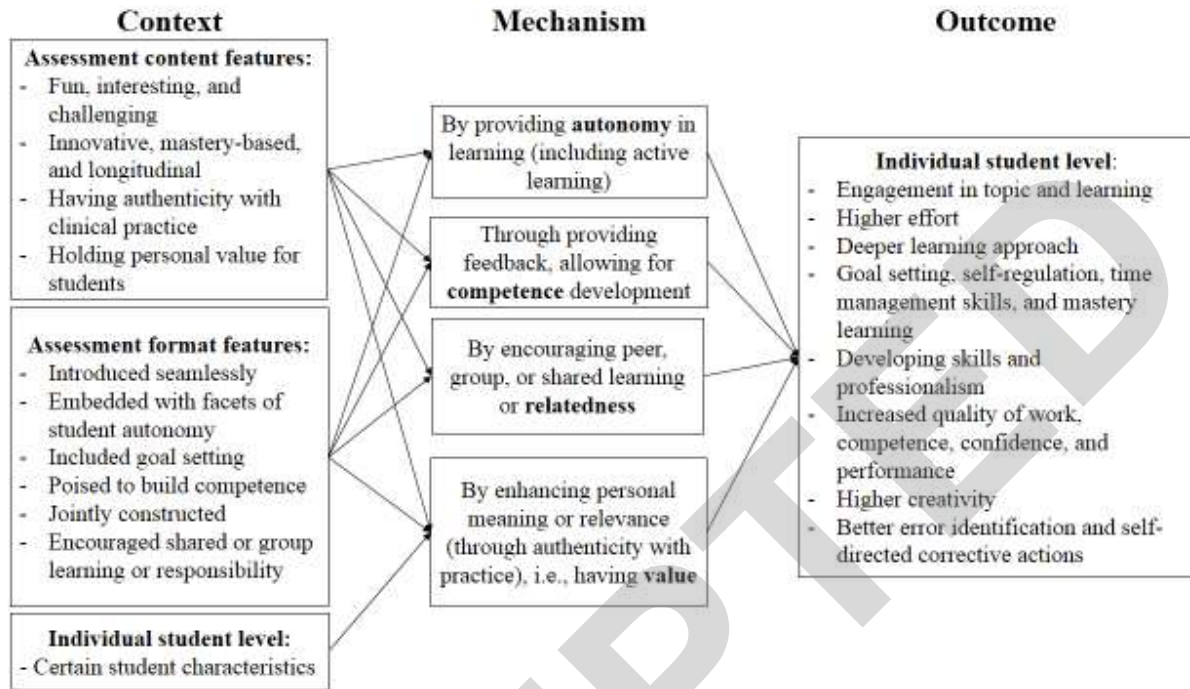 Context
Mechanism
Outcome
Assessment content features:
- Fun, interesting, and
challenging
- Innovative, mastery-based,
and longitudinal
- Having authenticity with
clinical practice
- Holding personal value for
students
Assessment format features:
- Introduced seamlessly
- Embedded with facets of
student autonomy
- Included goal setting
- Poised to build competence
- Jointly constructed
- Encouraged shared or group
learning or responsibility
Individual student level:
- Certain student characteristics
By providing autonomy in
learning (including active
learning)
Through providing
feedback, allowing for
competence development
By encouraging peer,
group, or shared learning
or relatedness
By enhancing personal
meaning or relevance
(through authenticity with
practice), i.e., having value
Individual student level:
- Engagement in topic and learning
- Higher effort
- Deeper learning approach
- Goal setting, self-regulation, time
management skills, and mastery
learning
- Developing skills and
professionalism
- Increased quality of work,
competence, confidence, and
performance
- Higher creativity
- Better error identification and self-
directed corrective actions
PTED